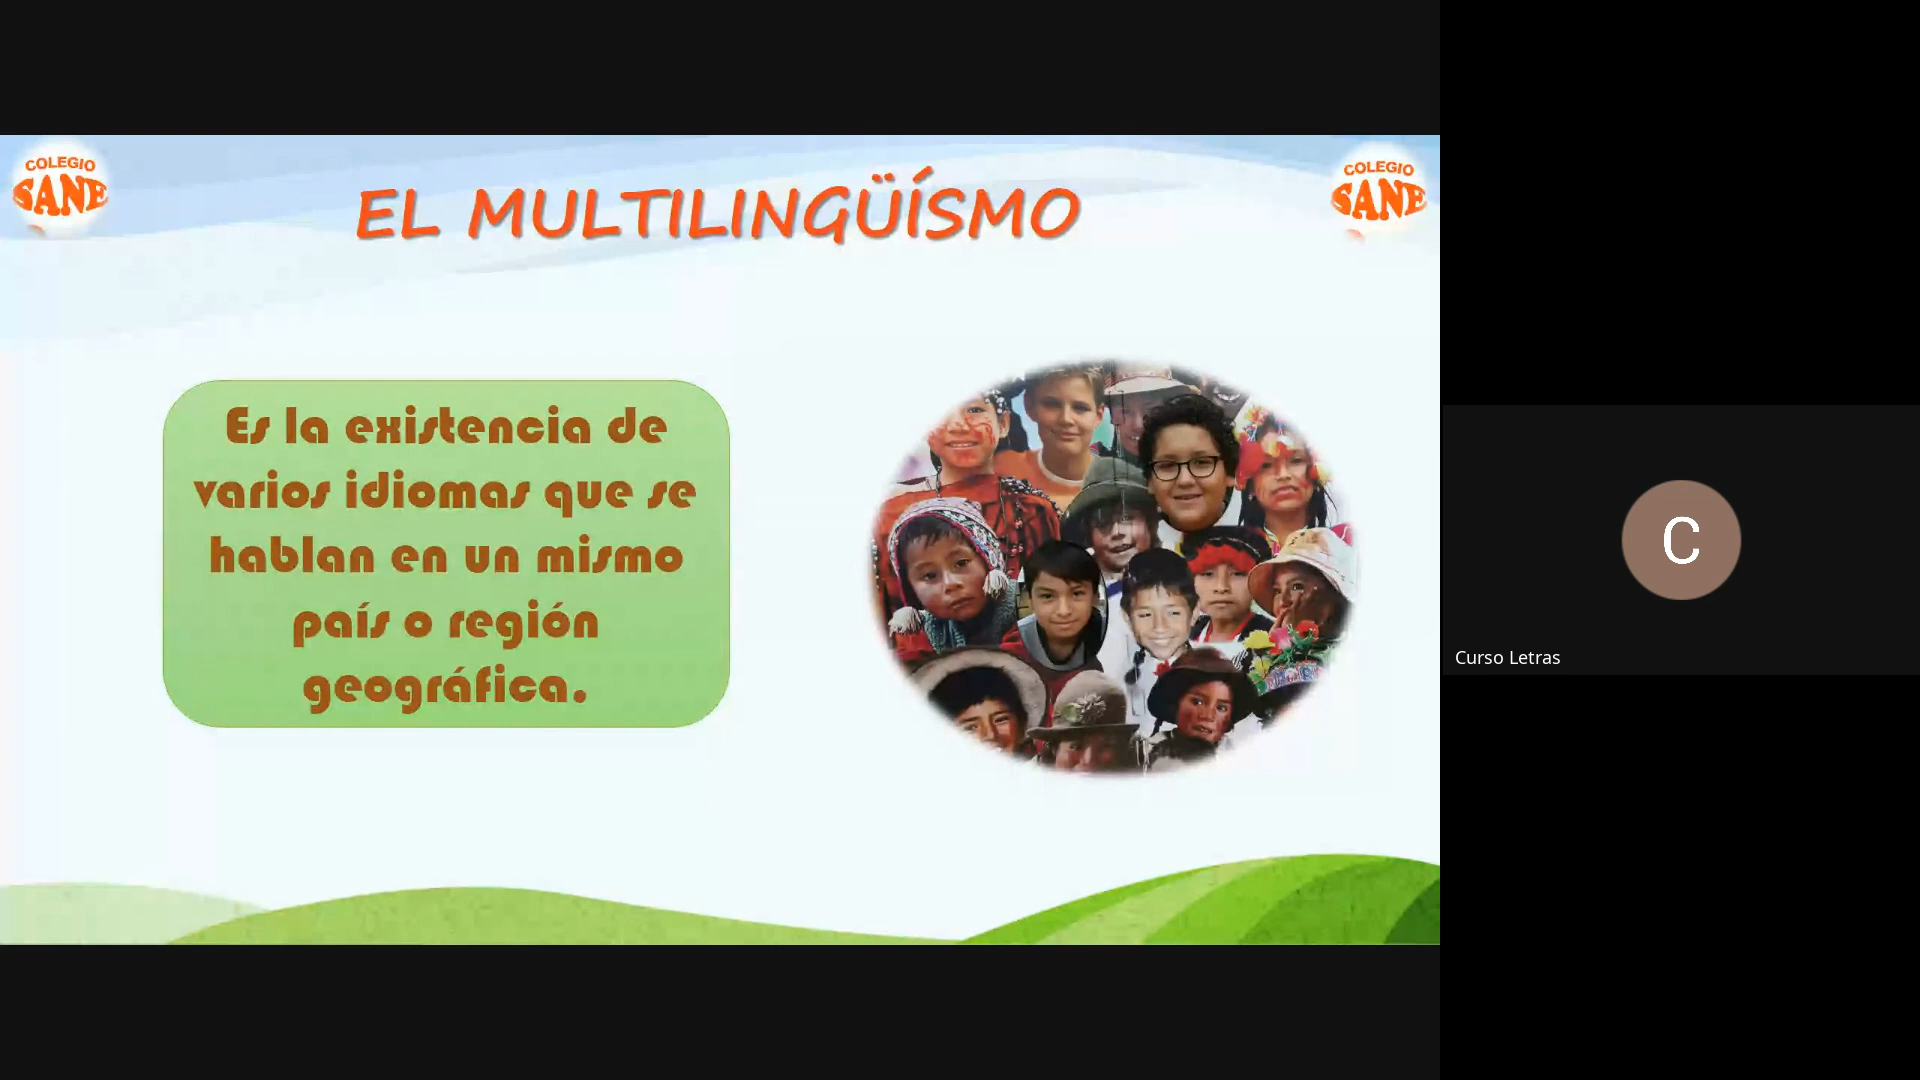 COLEGIO
SANE
EL MULTILINGÜÍSMO
COLEGIO
SANE
Es la existencia de
varios idiomas que se
hablan en un mismo
país o región
geográfica.
C
Curso Letras